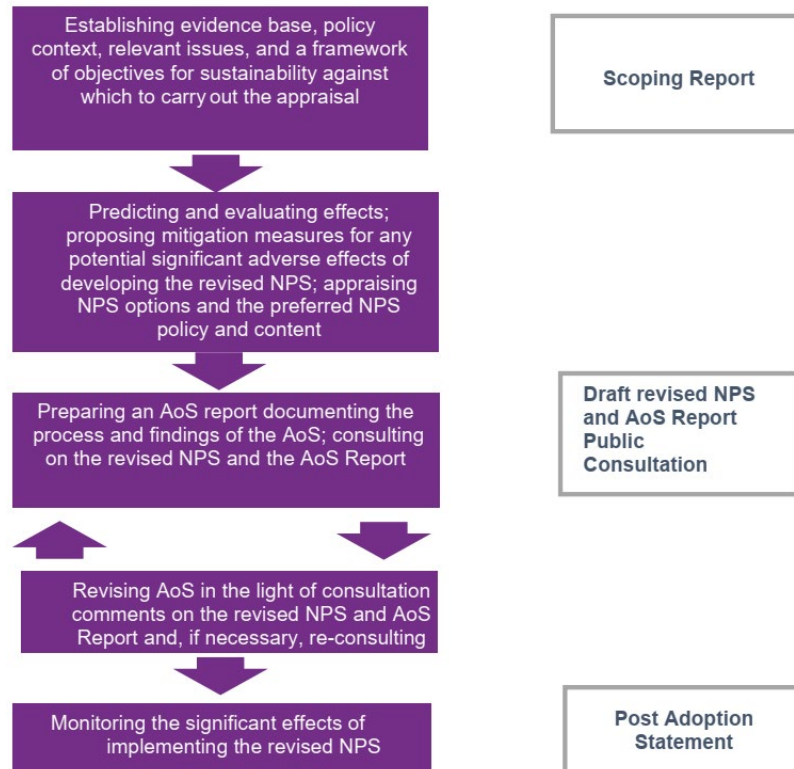 Establishing evidence base, policy
context, relevant issues, and a framework
of objectives for sustainability against
which to carry out the appraisal
Scoping Report
Predicting and evaluating effects;
proposing mitigation measures for any
potential significant adverse effects of
developing the revised NPS; appraising
NPS options and the preferred NPS
policy and content
Preparing an AoS report documenting the
process and findings of the AoS; consulting
on the revised NPS and the AoS Report
Draft revised NPS
and AoS Report
Public
Consultation
Revising AoS in the light of consultation
comments on the revised NPS and AoS
Report and, if necessary, re-consulting
Monitoring the significant effects of
implementing the revised NPS
Post Adoption
Statement